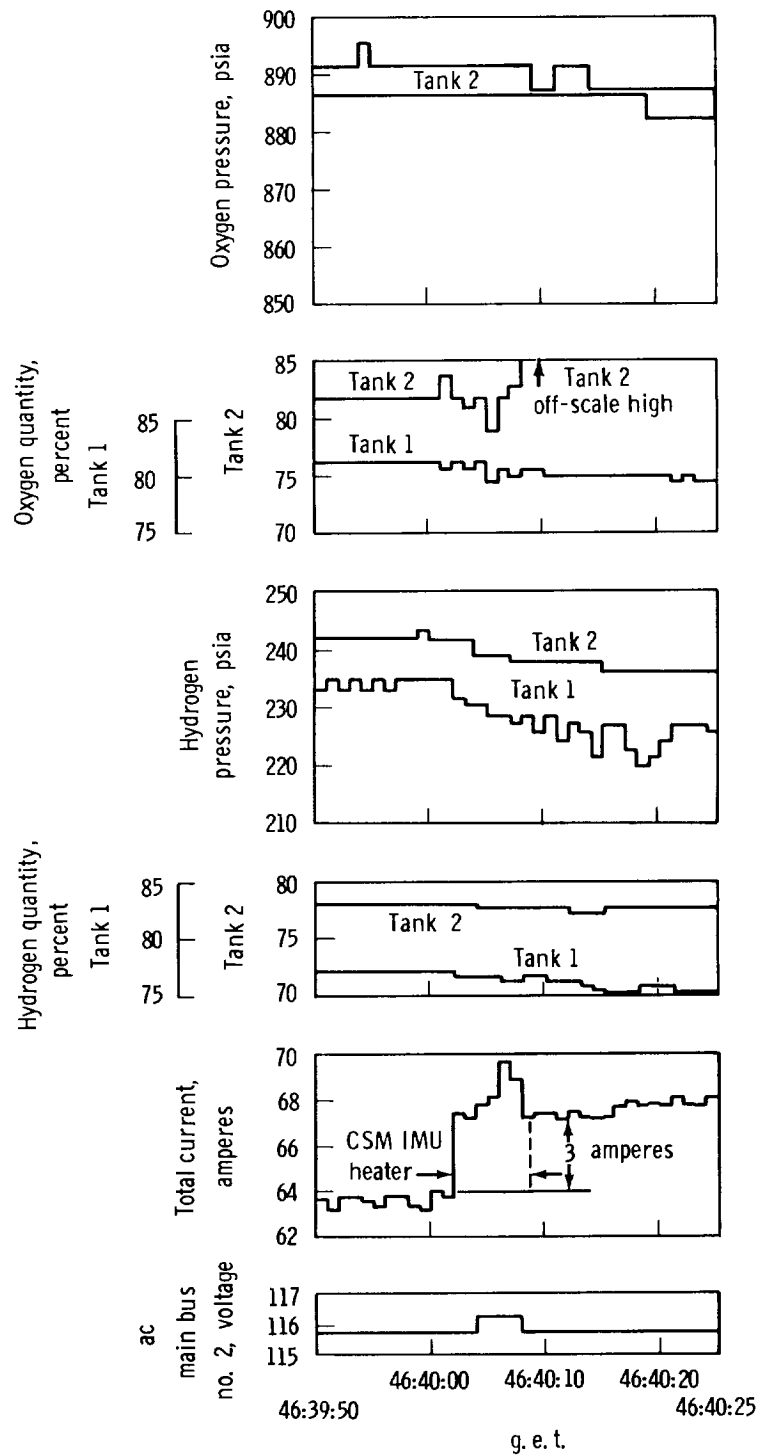 Oxygen pressure, psia
900
890
880
870
860
850
Tank 2
Oxygen quantity,
percent
Tank 1
85
80
75
Tank 2
85
80
75
70
Tank 2
Tank 2
off-scale high
Tank 1
Hydrogen
pressure, psia
250
240
230
220
210
Tank 2
Tank 1
Hydrogen quantity,
percent
Tank 1
85
80
75
Tank 2
80
75
70
Tank 2
Tank 1
Total current,
amperes
70
68
66
64
62
CSM IMU
heater
3 amperes
ac
main bus
no. 2, voltage
117
116
115
46:39:50
46:40:00
46:40:10
46:40:20
46:40:25
g. e. t.